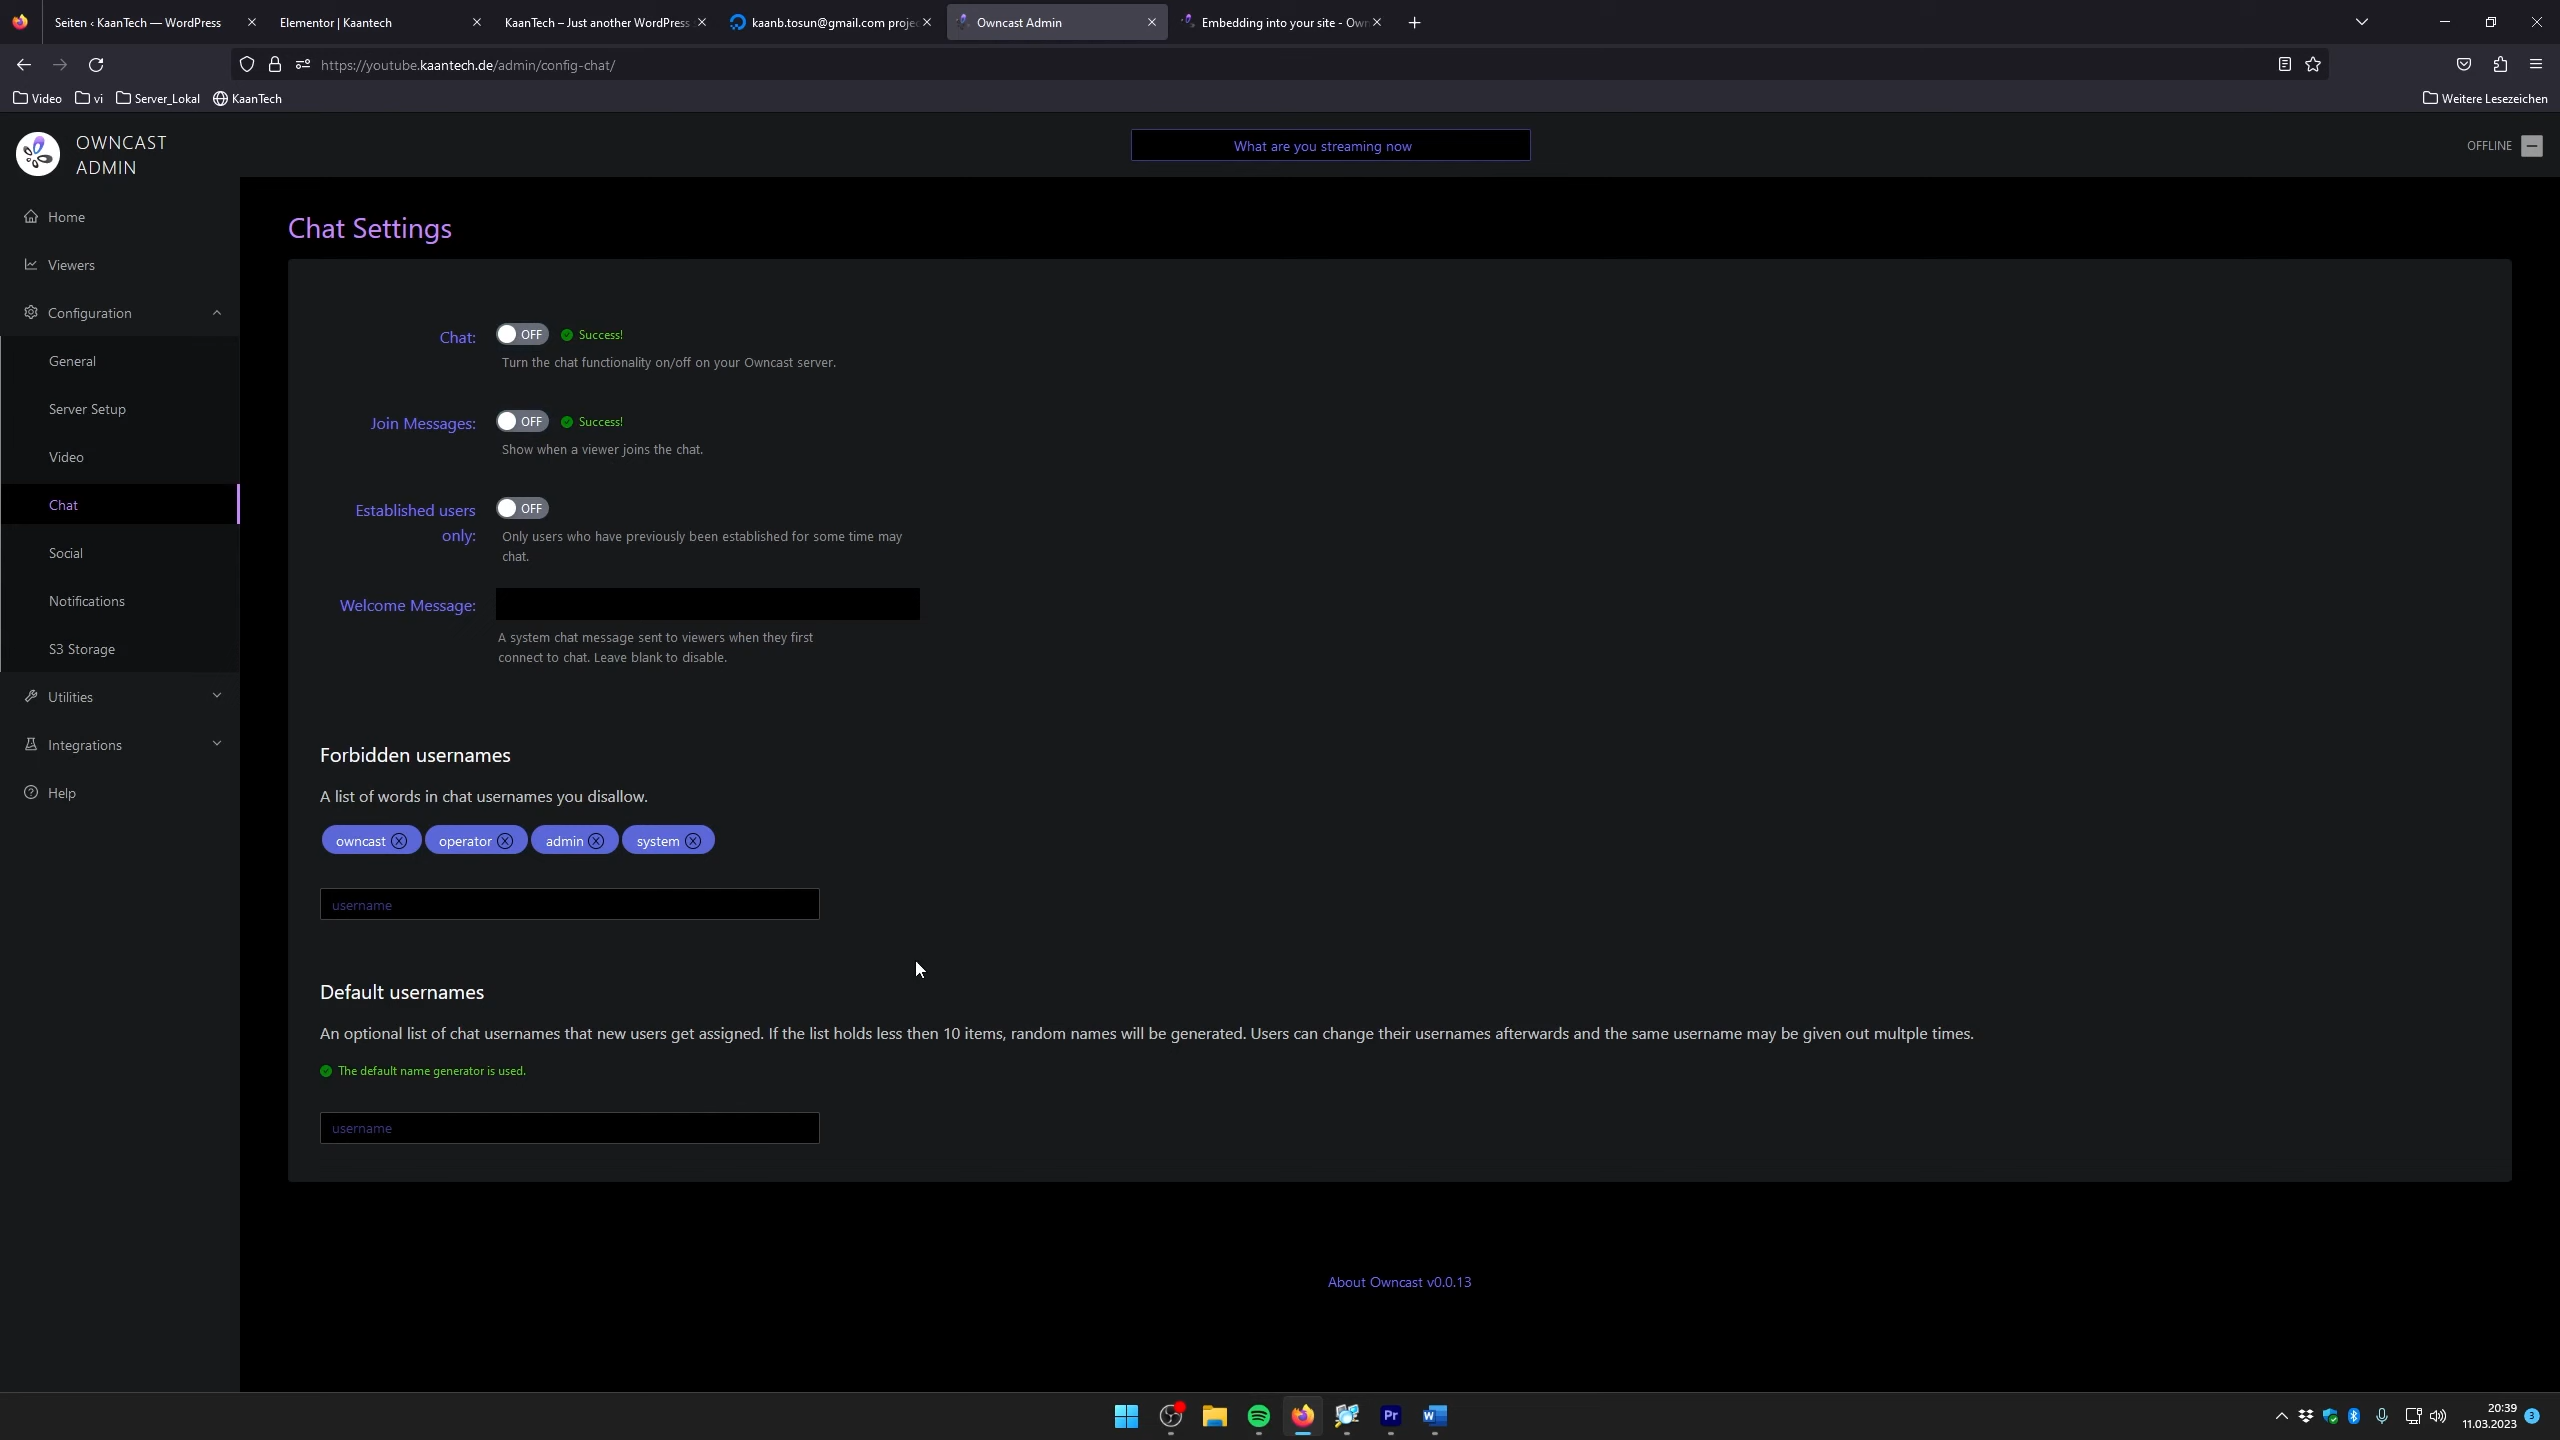 Seiten ‹ KaanTech — WordPress
Elementor | Kaantech
KaanTech – Just another WordPress
kaanb.tosun@gmail.com proje
Owncast Admin
Embedding into your site - Own
https://youtube.kaantech.de/admin/config-chat/
Video
vi
Server_Lokal
KaanTech
Weitere Lesezeichen
OWNCAST
ADMIN
What are you streaming now
OFFLINE
Home
Viewers
Configuration
General
Server Setup
Video
Chat
Social
Notifications
S3 Storage
Utilities
Integrations
Help
Chat Settings
Chat:
OFF
Success!
Turn the chat functionality on/off on your Owncast server.
Join Messages:
OFF
Success!
Show when a viewer joins the chat.
Established users
only:
OFF
Only users who have previously been established for some time may
chat.
Welcome Message:
A system chat message sent to viewers when they first
connect to chat. Leave blank to disable.
Forbidden usernames
A list of words in chat usernames you disallow.
owncast
operator
admin
system
username
Default usernames
An optional list of chat usernames that new users get assigned. If the list holds less then 10 items, random names will be generated. Users can change their usernames afterwards and the same username may be given out multple times.
The default name generator is used.
username
About Owncast v0.0.13
Pr
W
20:39
11.03.2023
3